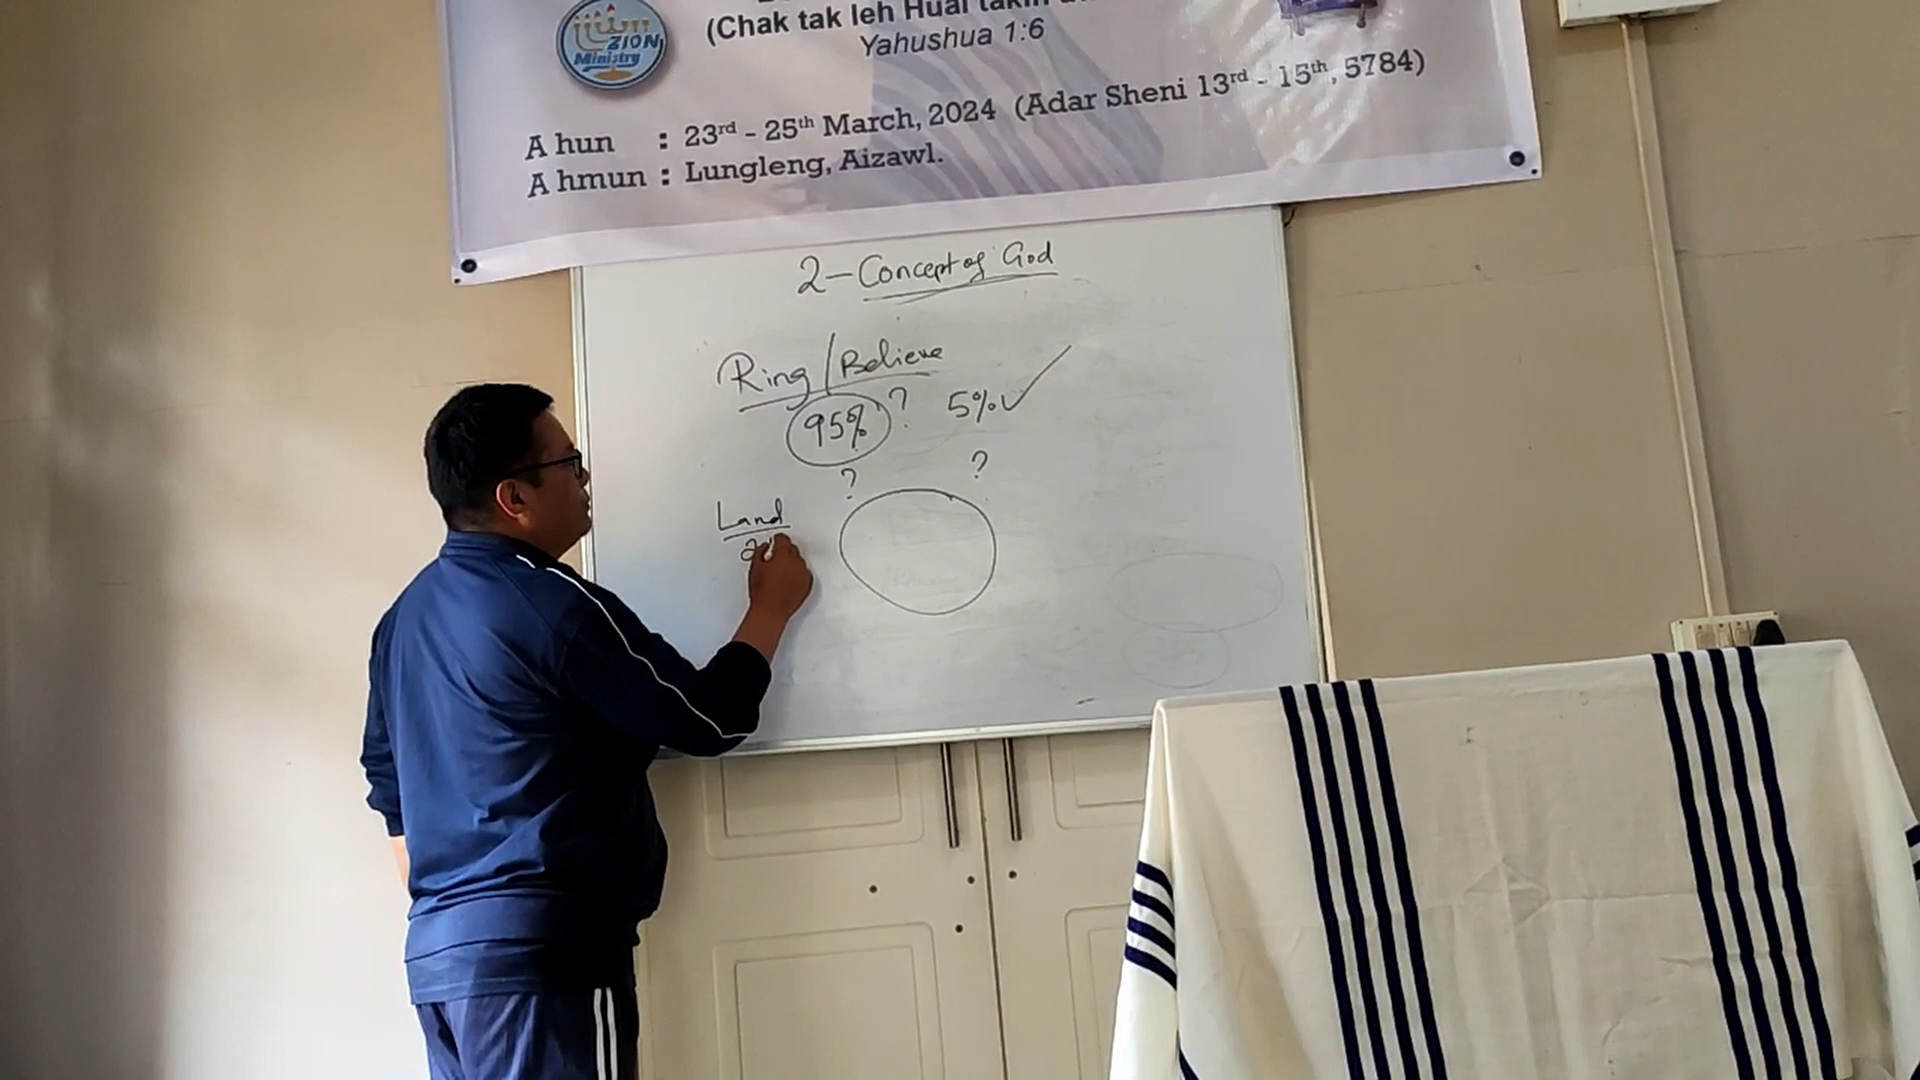 (Chak tak leh Huai takin
Yahushua 1:6
ZION
Ministry
A hun : 23rd - 25th March, 2024 (Adar Sheni 13rd - 15th, 5784)
A hmun : Lungleng, Aizawl.
2-Concept of God
Ring/Believe
95% ? 5% ✓
? ?
Land